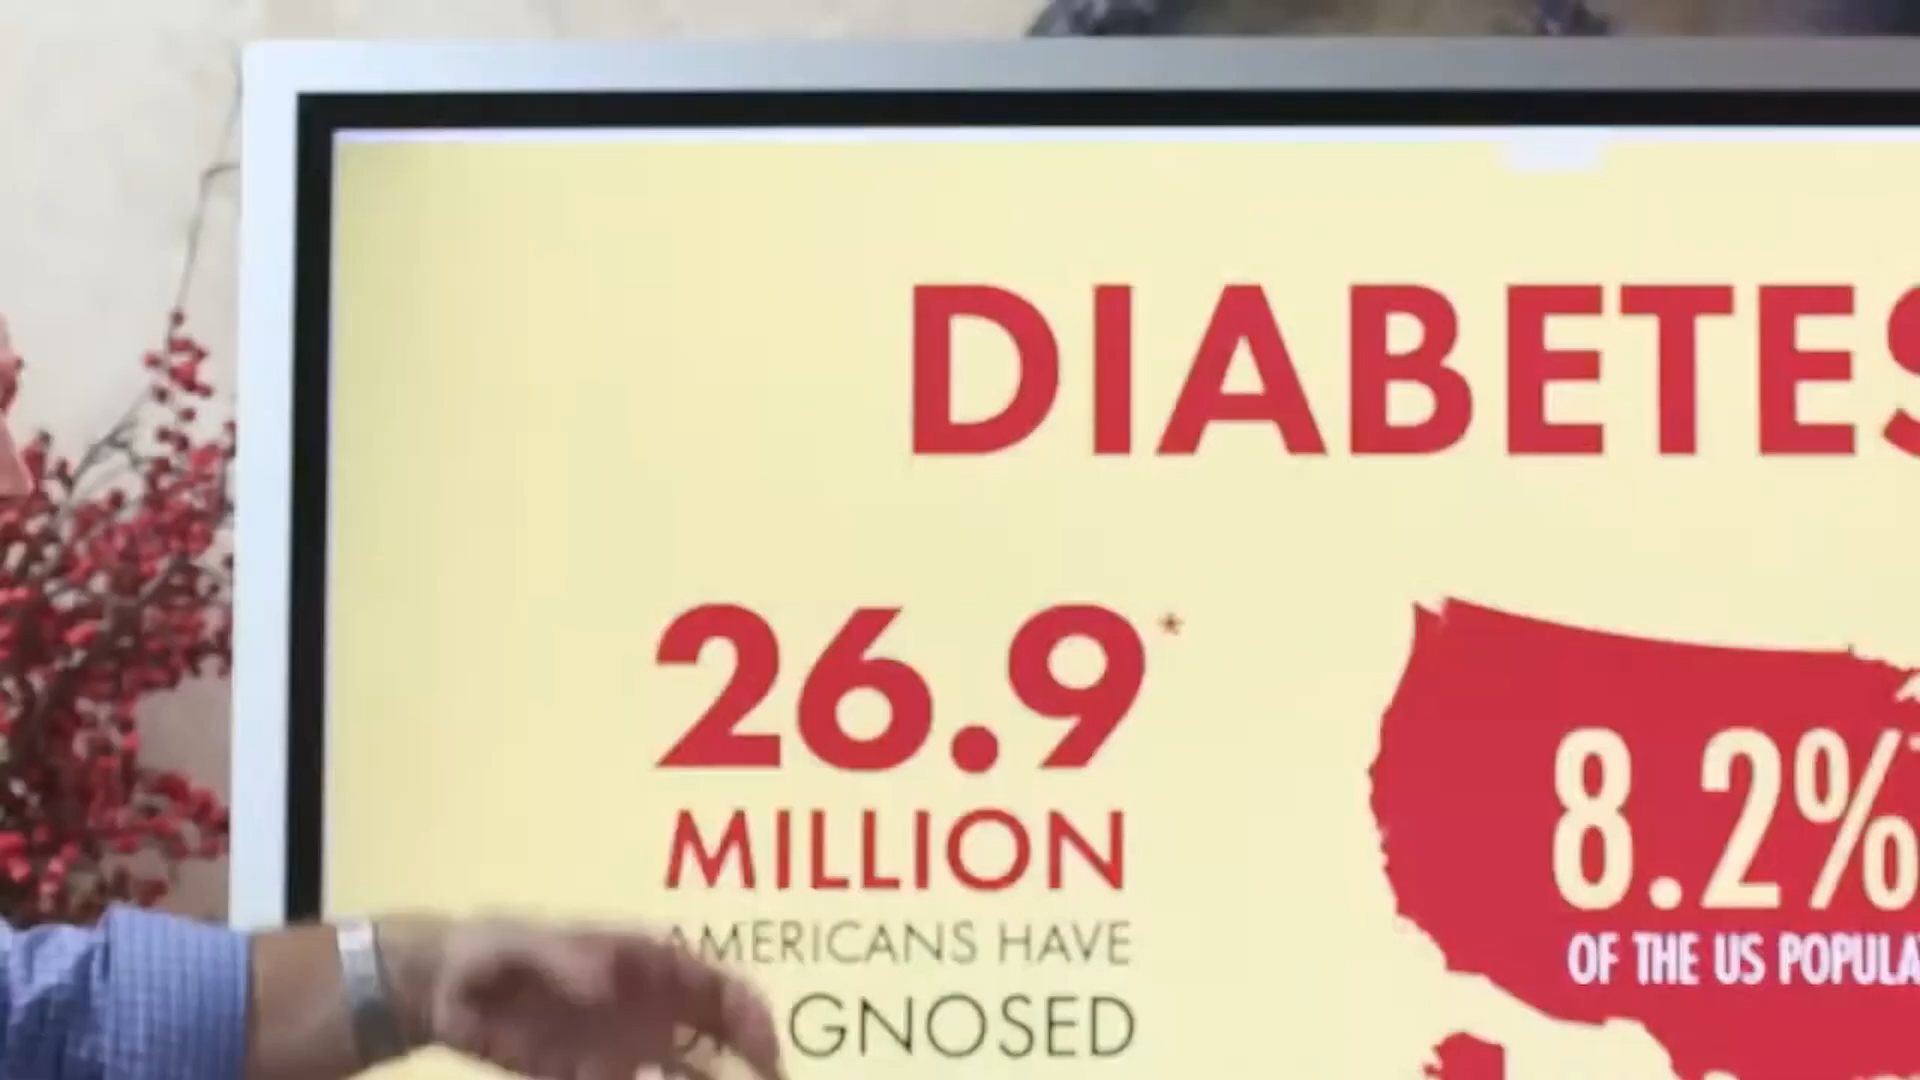 DIABETES
26.9*
MILLION
AMERICANS HAVE
GNOSED
8.2%
OF THE US POPULA